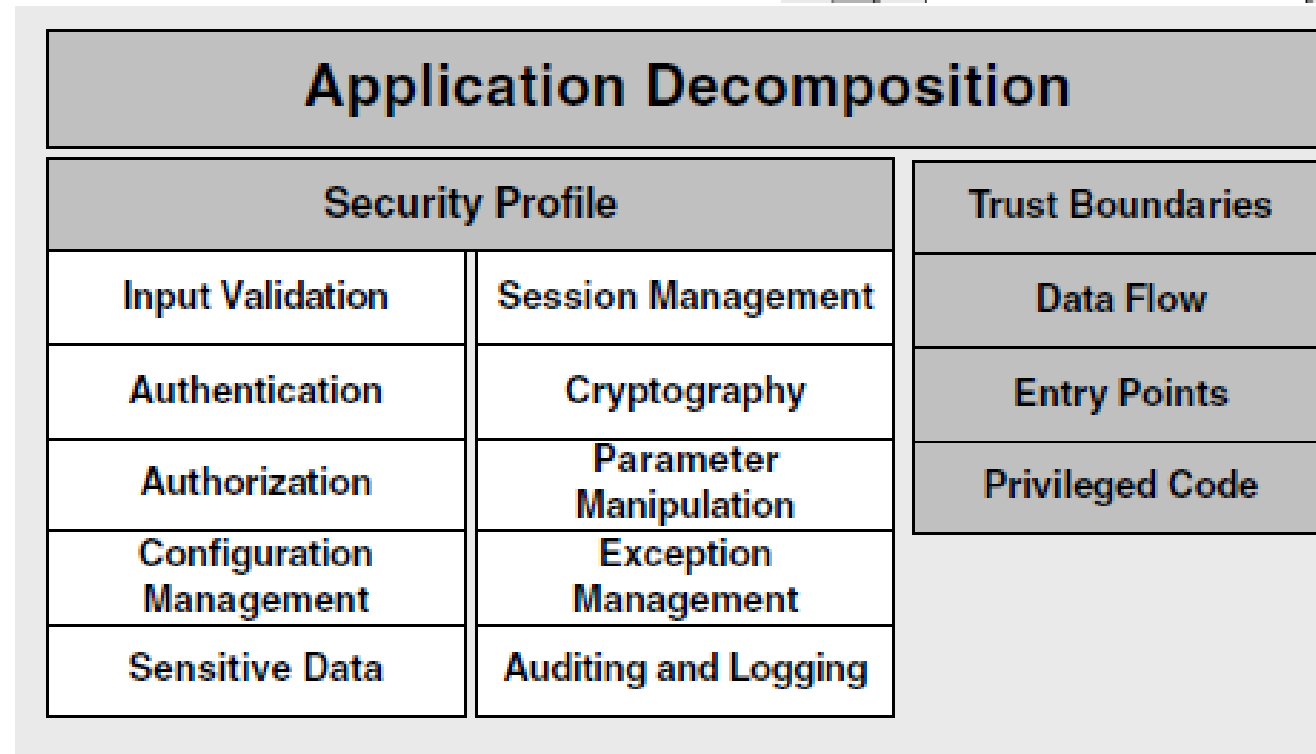 Application Decomposition
Security Profile
Input Validation
Session Management
Authentication
Cryptography
Authorization
Parameter
Manipulation
Configuration
Management
Exception
Management
Sensitive Data
Auditing and Logging
Trust Boundaries
Data Flow
Entry Points
Privileged Code